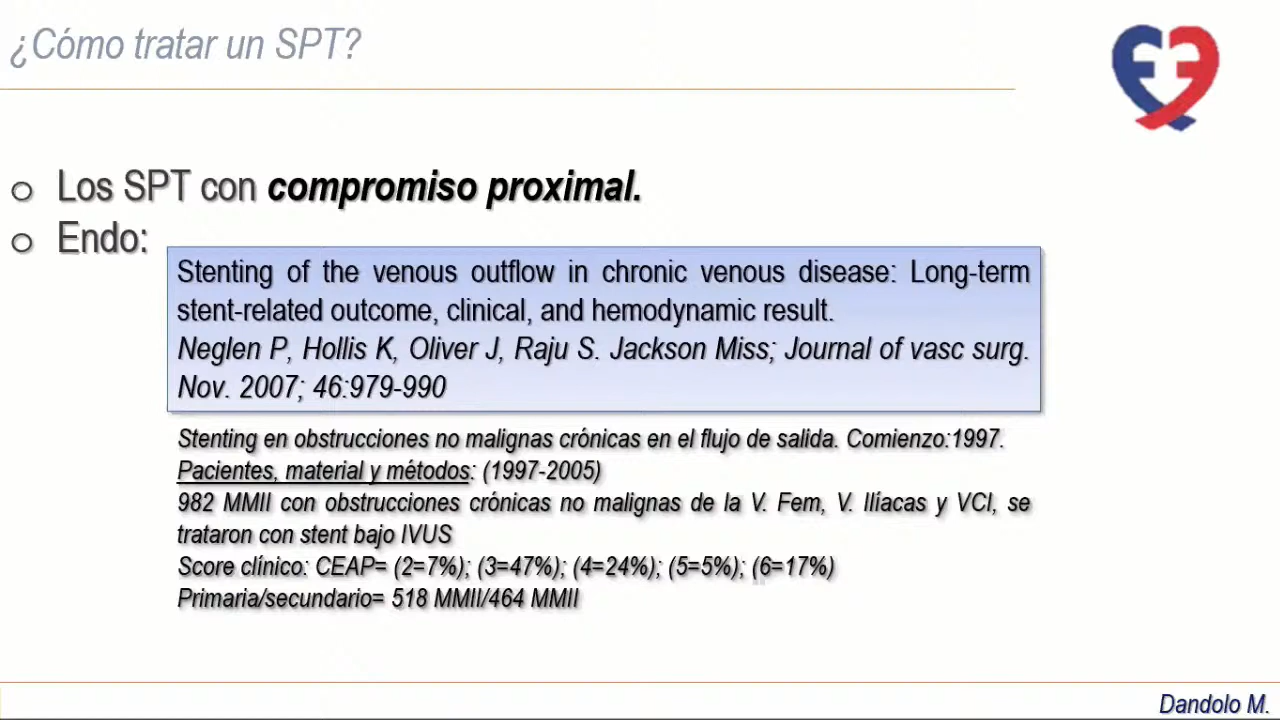 ¿Cómo tratar un SPT?
o Los SPT con compromiso proximal.
o Endo:
Stenting of the venous outflow in chronic venous disease: Long-term
stent-related outcome, clinical, and hemodynamic result.
Neglen P, Hollis K, Oliver J, Raju S. Jackson Miss; Journal of vasc surg.
Nov. 2007; 46:979-990
Stenting en obstrucciones no malignas crónicas en el flujo de salida. Comienzo:1997.
Pacientes, material y métodos: (1997-2005)
982 MMII con obstrucciones crónicas no malignas de la V. Fem, V. Ilíacas y VCI, se
trataron con stent bajo IVUS
Score clínico: CEAP= (2=7%); (3=47%); (4=24%); (5=5%); (6=17%)
Primaria/secundario= 518 MMII/464 MMII
Dandolo M.